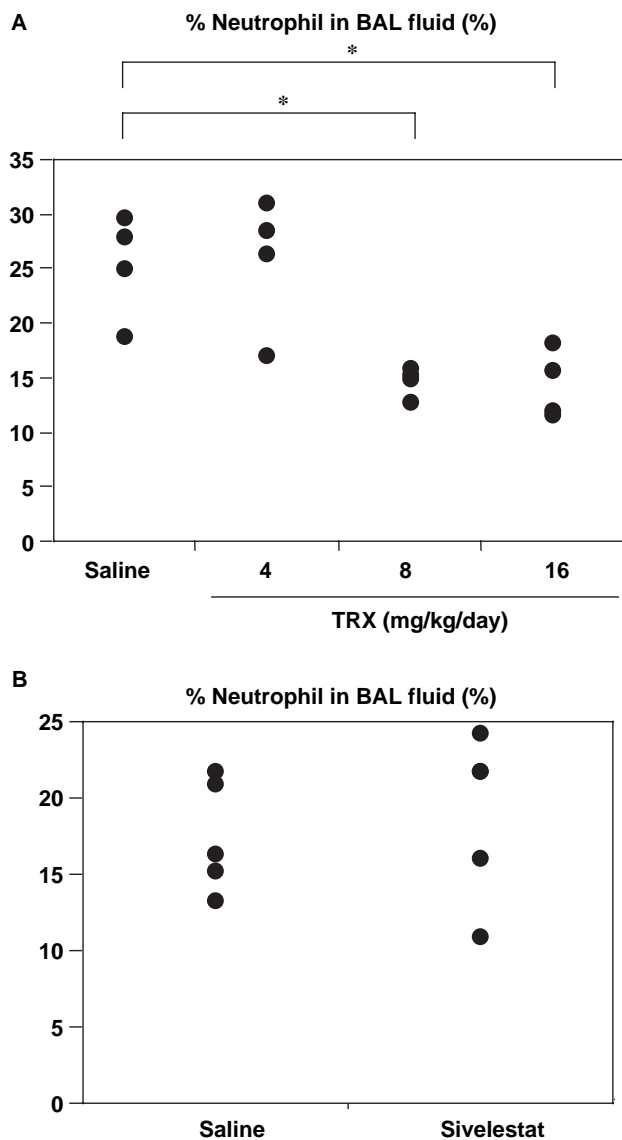 A
% Neutrophil in BAL fluid (%)
*
*
35
30
25
20
15
10
5
0
Saline 4 8 16
TRX (mg/kg/day)
B
% Neutrophil in BAL fluid (%)
25
20
15
10
5
0
Saline Sivelestat